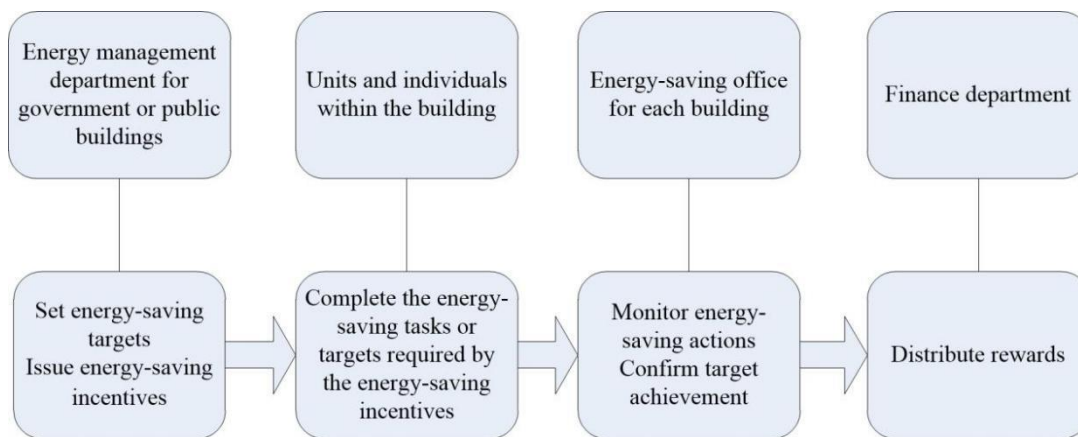 Energy management
department for
government or public
buildings
Units and individuals
within the building
Energy-saving office
for each building
Finance department
Set energy-saving
targets
Issue energy-saving
incentives
Complete the energy-
saving tasks or
targets required by
the energy-saving
incentives
Monitor energy-
saving actions
Confirm target
achievement
Distribute rewards